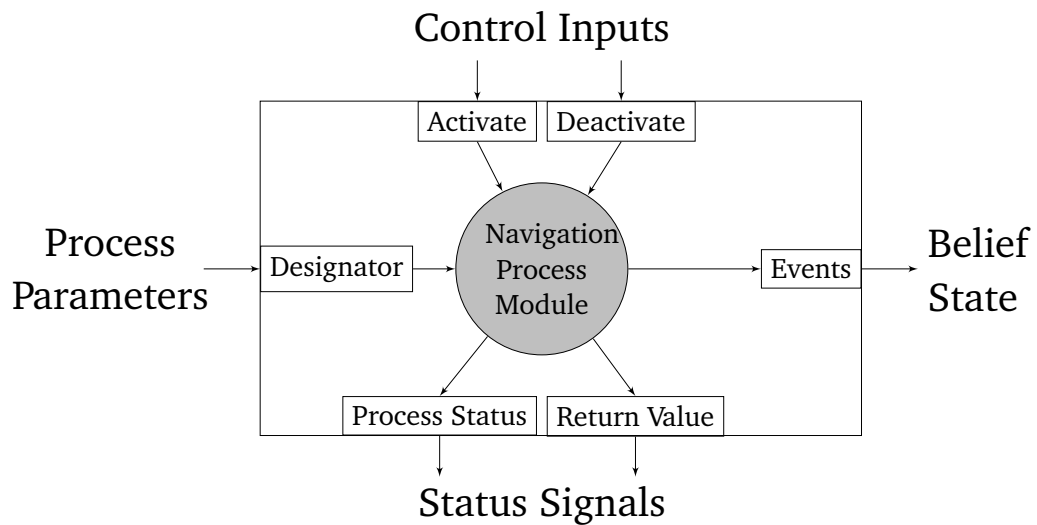 Control Inputs
Activate
Deactivate
Process
Parameters
Designator
Navigation
Process
Module
Events
Belief
State
Process Status
Return Value
Status Signals